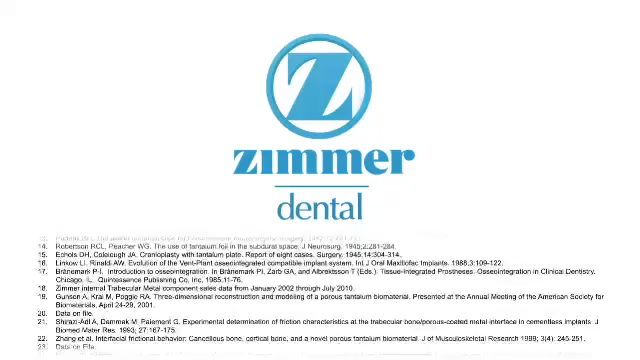 Z
zimmer
dental
14. Robertson RCL, Peacher WG. The use of tantalum foil in the subdural space. J Neurosurg. 1945;2:281-284.
15. Echols DH, Colclough JA. Cranioplasty with tantalum plate. Report of eight cases. Surgery. 1945;14:304-314.
16. Linkow LI, Rinaldi AW. Evolution of the Vent-Plant osseointegrated compatible implant system. Int J Oral Maxillofac Implants. 1988;3:109-122.
17. Brånemark P-I. Introduction to osseointegration. In Brånemark PI, Zarb GA, and Albrektsson T (Eds.): Tissue-Integrated Prostheses. Osseointegration in Clinical Dentistry.
Chicago, IL. Quintessence Publishing Co, Inc, 1985:11-76.
18. Zimmer internal Trabecular Metal component sales data from January 2002 through July 2010.
19. Gunson A, Kral M, Poggie RA. Three-dimensional reconstruction and modeling of a porous tantalum biomaterial. Presented at the Annual Meeting of the American Society for
Biomaterials, April 24-29, 2001.
20. Data on file.
21. Shirazi-Adl A, Dammak M, Paiement G. Experimental determination of friction characteristics at the trabecular bone/porous-coated metal interface in cementless implants. J
Biomed Mater Res. 1993; 27:167-175.
22. Zhang et al. Interfacial frictional behavior: Cancellous bone, cortical bone, and a novel porous tantalum biomaterial. J of Musculoskeletal Research 1999; 3(4): 245-251.
23. Data on File.